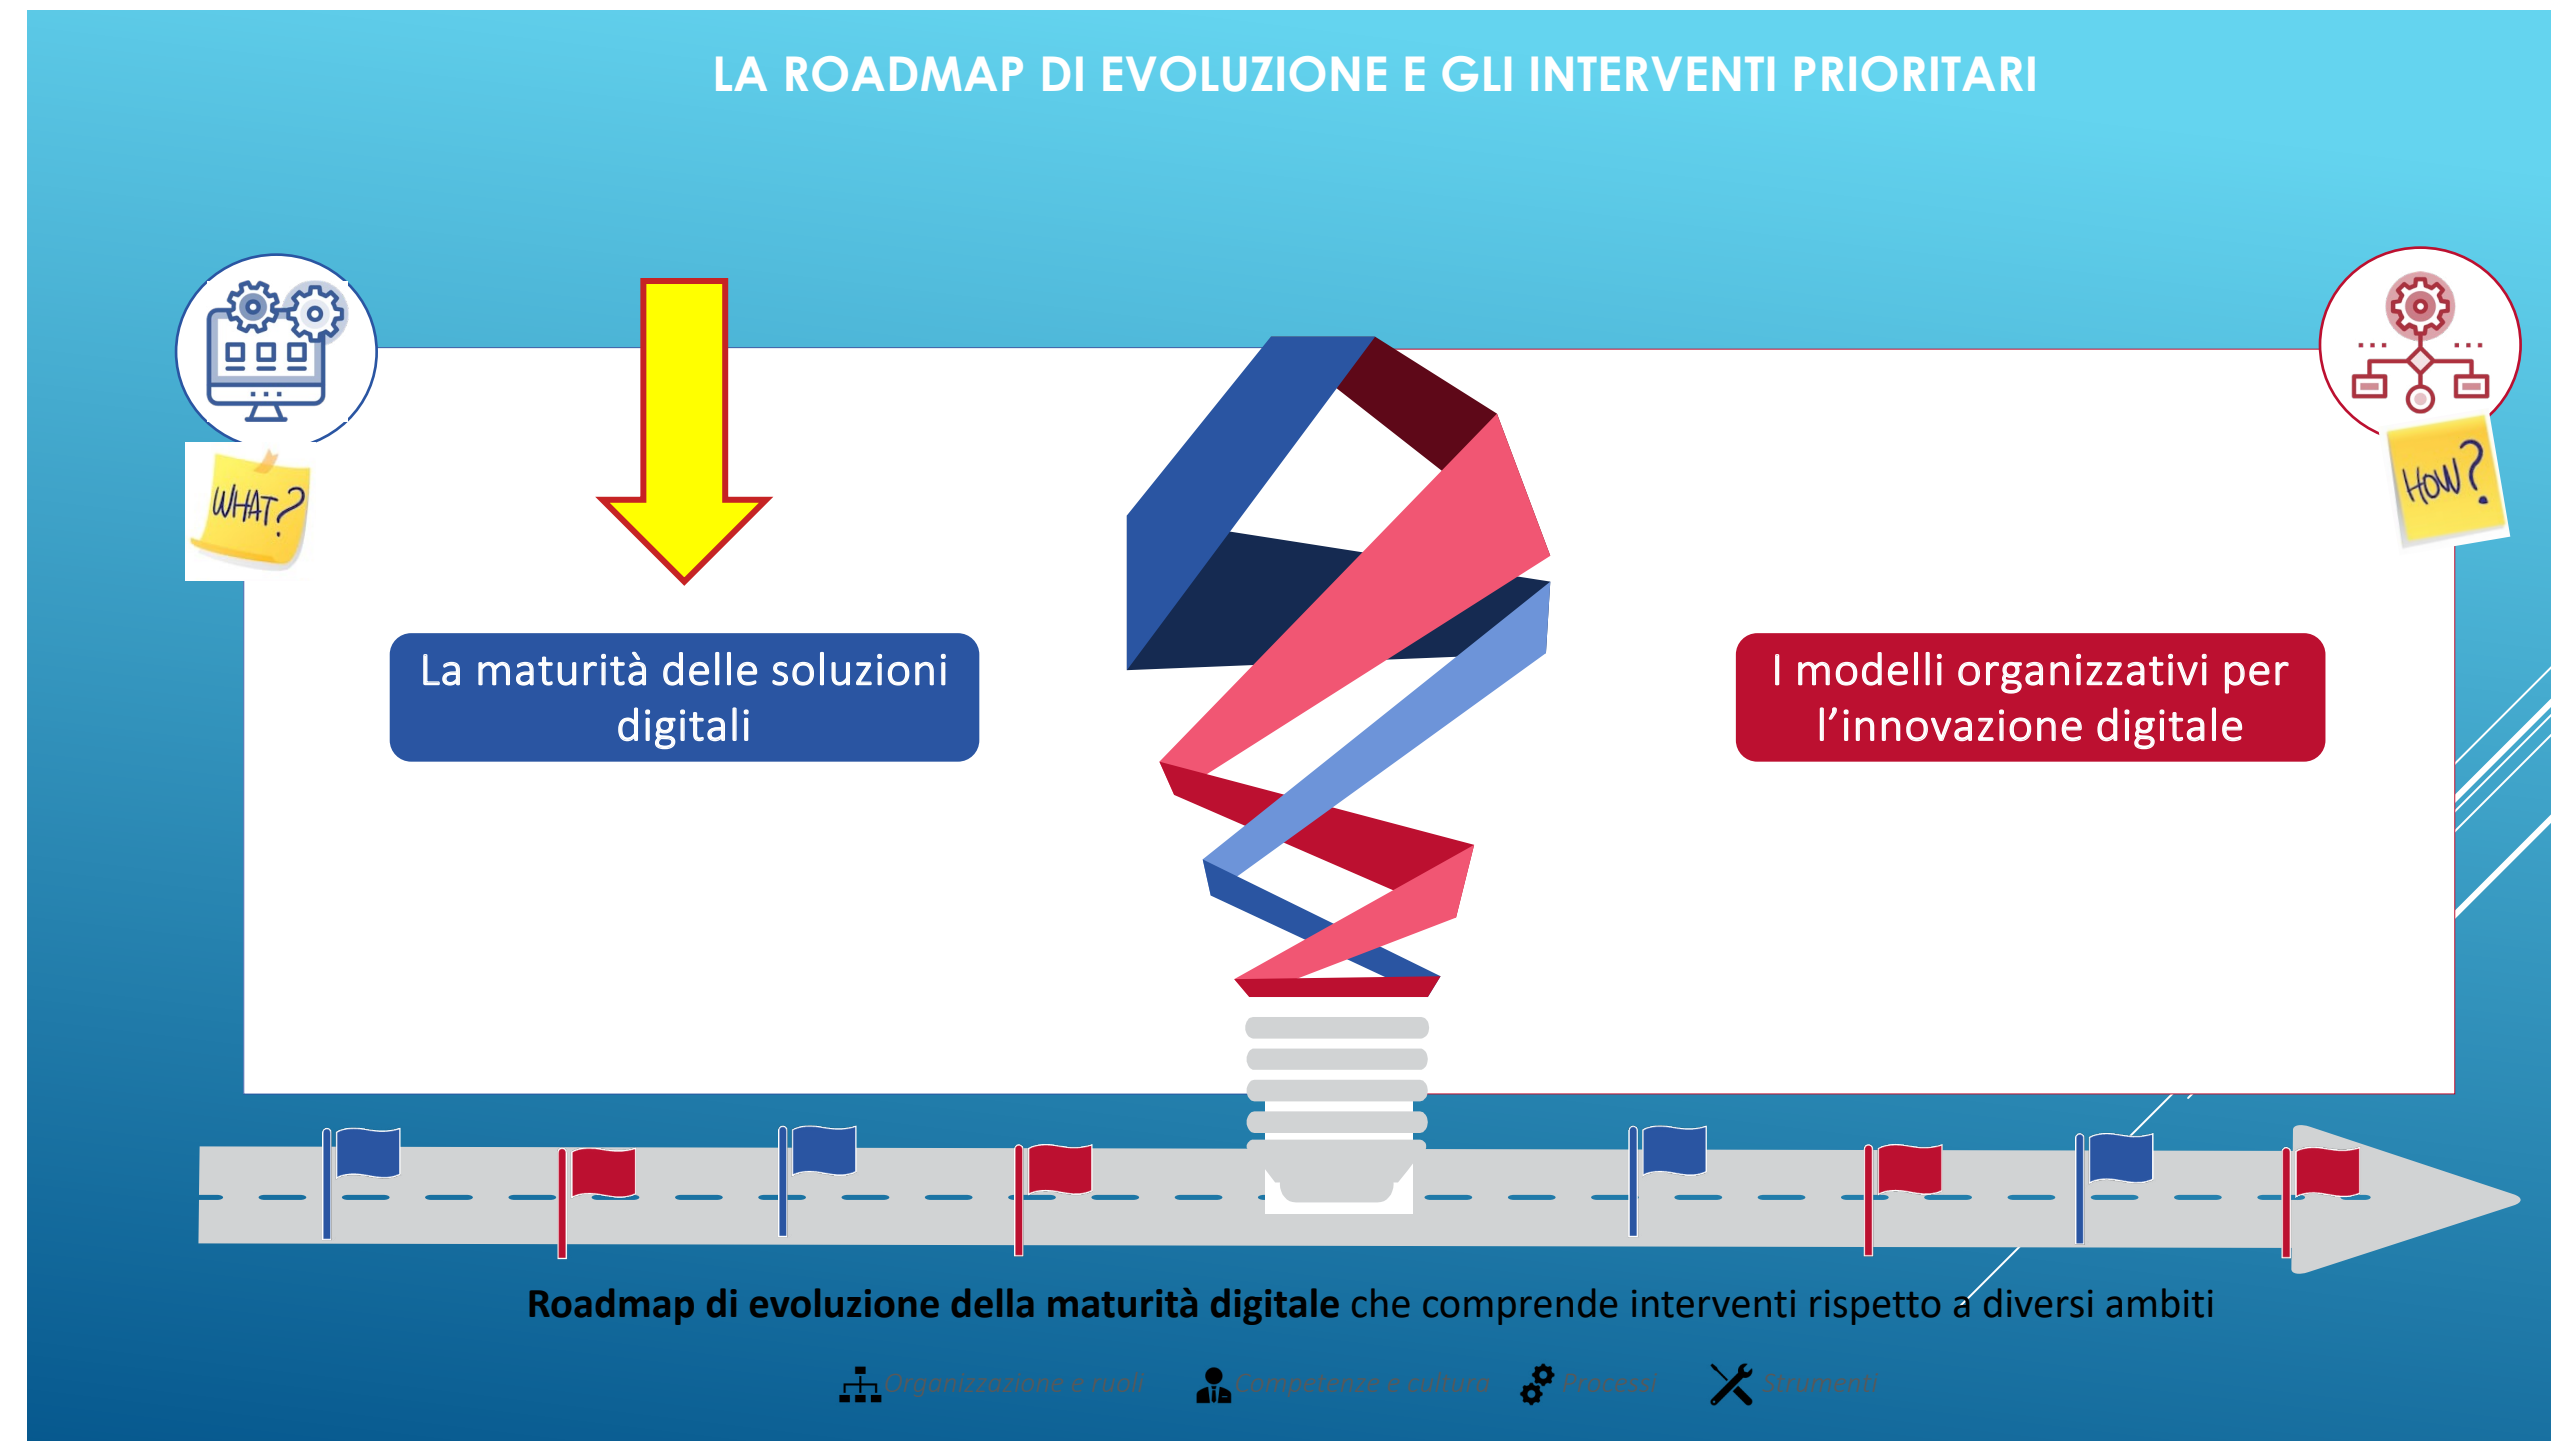 LA ROADMAP DI EVOLUZIONE E GLI INTERVENTI PRIORITARI
WHAT?
HOW?
La maturità delle soluzioni
digitali
I modelli organizzativi per
l’innovazione digitale
Roadmap di evoluzione della maturità digitale che comprende interventi rispetto a diversi ambiti
Organizzazione e ruoli Competenze e cultura Processi Strumenti